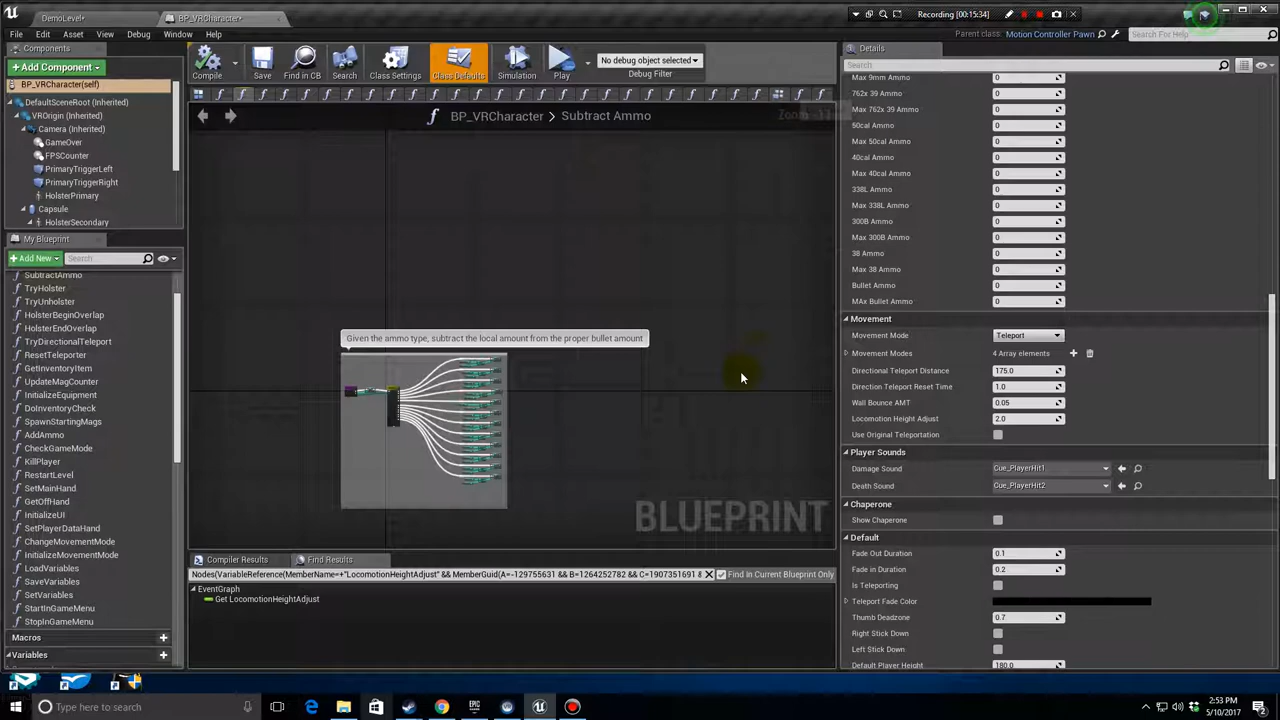 DemoLevel*
BP_VRCharacter*
Recording [00:15:34]
File
Edit
Asset
View
Debug
Window
Help
Parent class: Motion Controller Pawn
Search For Help
Components
+ Add Component
BP_VRCharacter(self)
DefaultSceneRoot (Inherited)
VROrigin (Inherited)
Camera (Inherited)
GameOver
FPSCounter
PrimaryTriggerLeft
PrimaryTriggerRight
HolsterPrimary
Capsule
HolsterSecondary
My Blueprint
+ Add New
Search
SubtractAmmo
TryHolster
TryUnholster
HolsterBeginOverlap
HolsterEndOverlap
TryDirectionalTeleport
ResetTeleporter
GetInventoryItem
UpdateMagCounter
InitializeEquipment
DoInventoryCheck
SpawnStartingMags
AddAmmo
CheckGameMode
KillPlayer
RestartLevel
SetMainHand
GetOffHand
InitializeUI
SetPlayerDataHand
ChangeMovementMode
InitializeMovementMode
LoadVariables
SaveVariables
SetVariables
StartInGameMenu
StopInGameMenu
Macros
Variables
Compile
Save
Find in CB
Search
Class Settings
Class Defaults
Simulation
Play
No debug object selected
Debug Filter
BP_VRCharacter > Subtract Ammo
Given the ammo type, subtract the local amount from the proper bullet amount
BLUEPRINT
Compiler Results
Find Results
Nodes(VariableReference(MemberName=+"LocomotionHeightAdjust" && MemberGuid(A=-129755631 && B=1264252782 && C=1907351691 &
Find In Current Blueprint Only
EventGraph
Get LocomotionHeightAdjust
Details
Search
Max 9mm Ammo 0
762x 39 Ammo 0
Max 762x 39 Ammo 0
50cal Ammo 0
Max 50cal Ammo 0
40cal Ammo 0
Max 40cal Ammo 0
338L Ammo 0
Max 338L Ammo 0
300B Ammo 0
Max 300B Ammo 0
38 Ammo 0
Max 38 Ammo 0
Bullet Ammo 0
MAx Bullet Ammo 0
Movement
Movement Mode Teleport
Movement Modes 4 Array elements
Directional Teleport Distance 175.0
Direction Teleport Reset Time 1.0
Wall Bounce AMT 0.05
Locomotion Height Adjust 2.0
Use Original Teleportation
Player Sounds
Damage Sound Cue_PlayerHit1
Death Sound Cue_PlayerHit2
Chaperone
Show Chaperone
Default
Fade Out Duration 0.1
Fade in Duration 0.2
Is Teleporting
Teleport Fade Color
Thumb Deadzone 0.7
Right Stick Down
Left Stick Down
Default Player Height 180.0
Type here to search
2:53 PM
5/10/2017